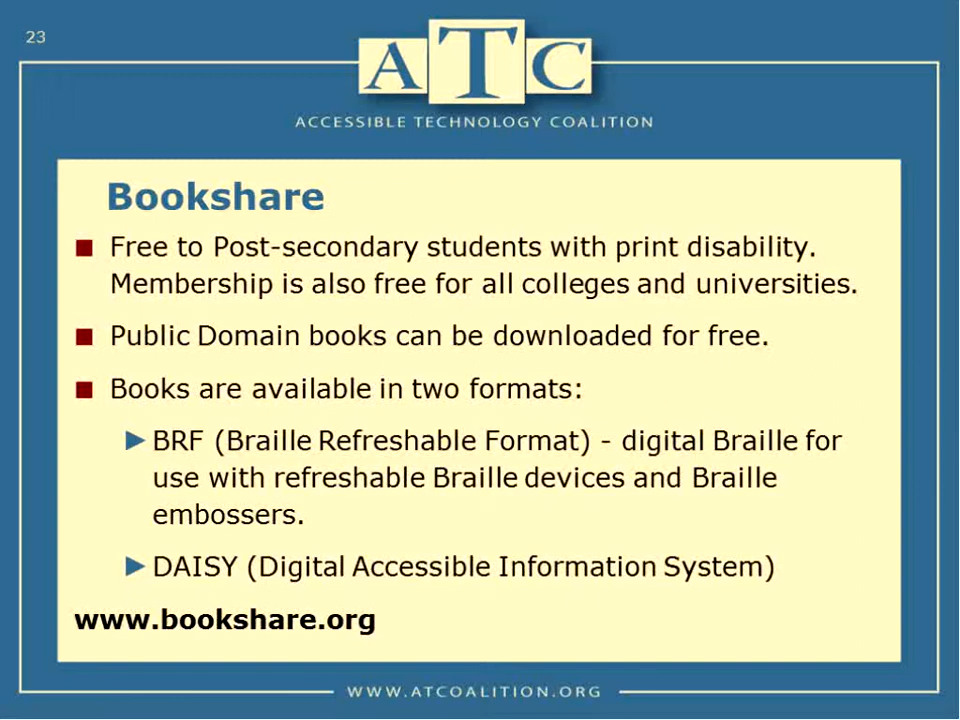 23
ATC
ACCESSIBLE TECHNOLOGY COALITION
Bookshare
Free to Post-secondary students with print disability.
Membership is also free for all colleges and universities.
Public Domain books can be downloaded for free.
Books are available in two formats:
BRF (Braille Refreshable Format) - digital Braille for
use with refreshable Braille devices and Braille
embossers.
DAISY (Digital Accessible Information System)
www.bookshare.org
WWW.ATCOALITION.ORG